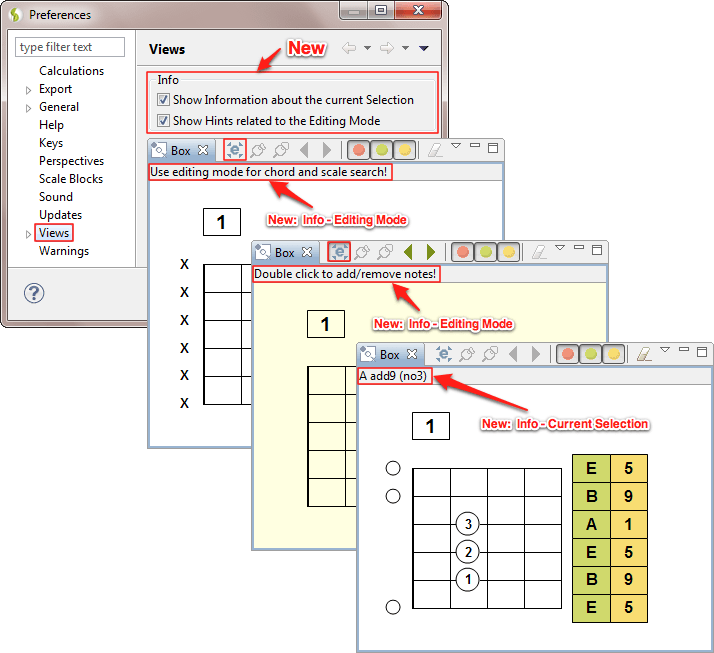 Preferences
type filter text
Views
New
Calculations
Export
General
Help
Keys
Perspectives
Scale Blocks
Sound
Updates
Views
Warnings
?
Info
Show Information about the current Selection
Show Hints related to the Editing Mode
Box
e
Use editing mode for chord and scale search!
New: Info - Editing Mode
1
X
X
X
X
X
X
Box
e
Double click to add/remove notes!
New: Info - Editing Mode
1
Box
e
A add9 (no3)
New: Info - Current Selection
1
E 5
B 9
3 A 1
2 E 5
1 B 9
E 5